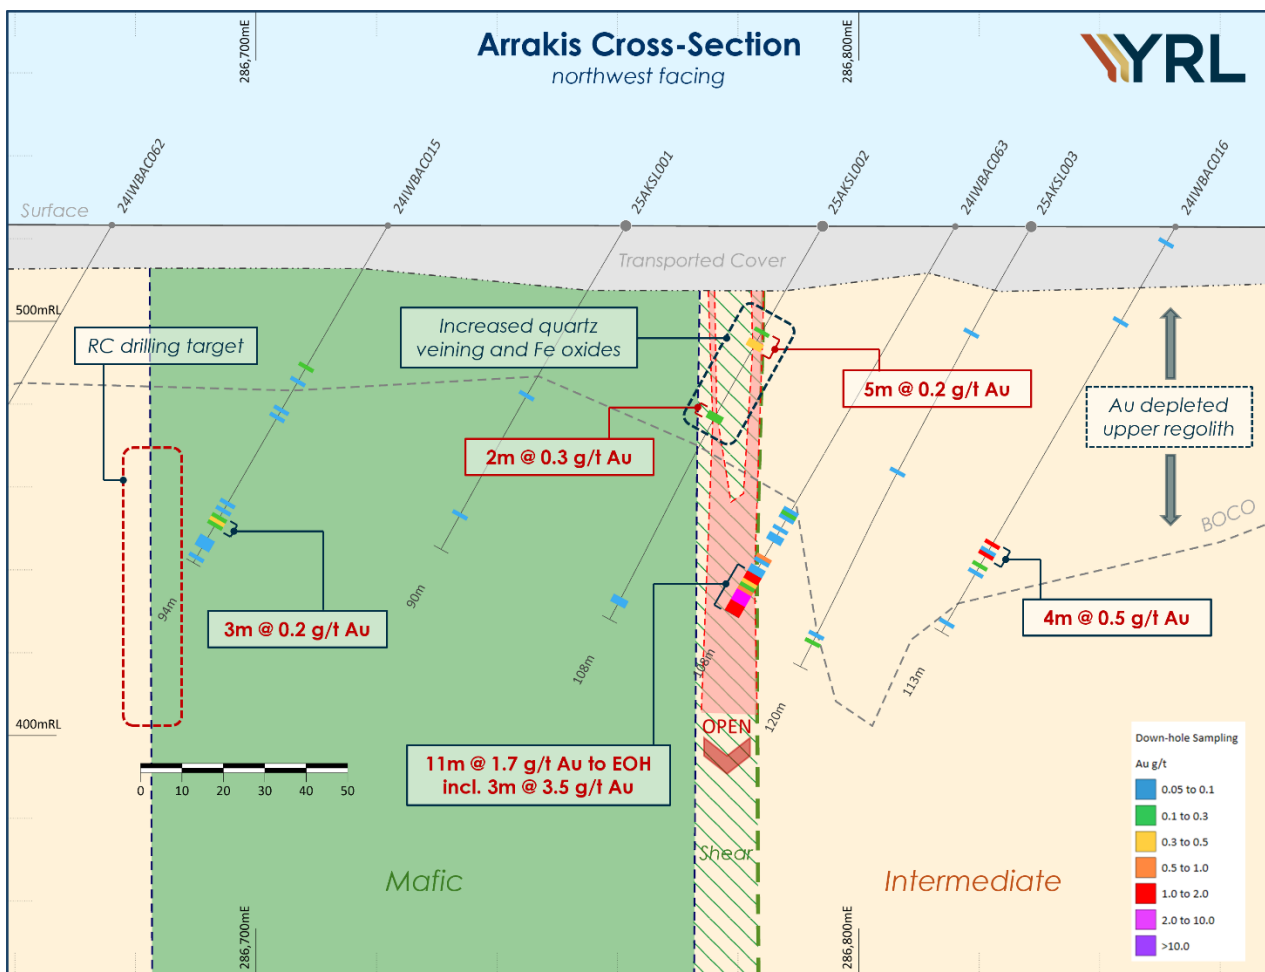 Arrakis Cross-Section
northwest facing
YRL
286,700mE
286,800mE
24IWBAC062
24IWBAC015
25AKSL001
25AKSL002
24IWBAC063
25AKSL003
24IWBAC016
Surface
Transported Cover
500mRL
RC drilling target
Increased quartz
veining and Fe oxides
5m @ 0.2 g/t Au
Au depleted
upper regolith
2m @ 0.3 g/t Au
BOCO
94m
90m
3m @ 0.2 g/t Au
4m @ 0.5 g/t Au
108m
108m
113m
120m
400mRL
OPEN
11m @ 1.7 g/t Au to EOH
incl. 3m @ 3.5 g/t Au
0 10 20 30 40 50
Shear
Mafic
Intermediate
286,700mE
286,800mE
Down-hole Sampling
Au g/t
0.05 to 0.1
0.1 to 0.3
0.3 to 0.5
0.5 to 1.0
1.0 to 2.0
2.0 to 10.0
>10.0